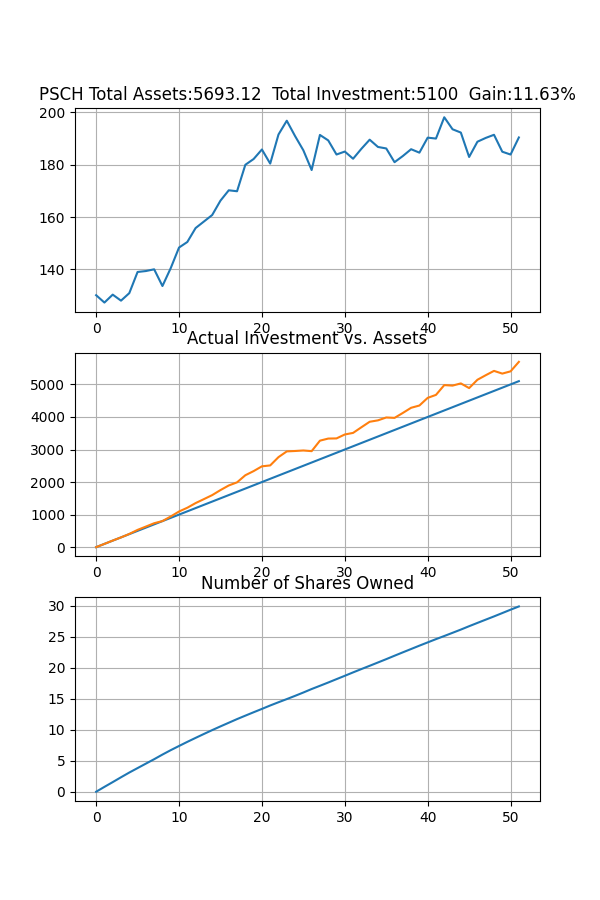 PSCH Total Assets:5693.12  Total Investment:5100  Gain:11.63%
200
180
160
140
0 10 20 30 40 50
Actual Investment vs. Assets
5000
4000
3000
2000
1000
0
0 10 20 30 40 50
Number of Shares Owned
30
25
20
15
10
5
0
0 10 20 30 40 50